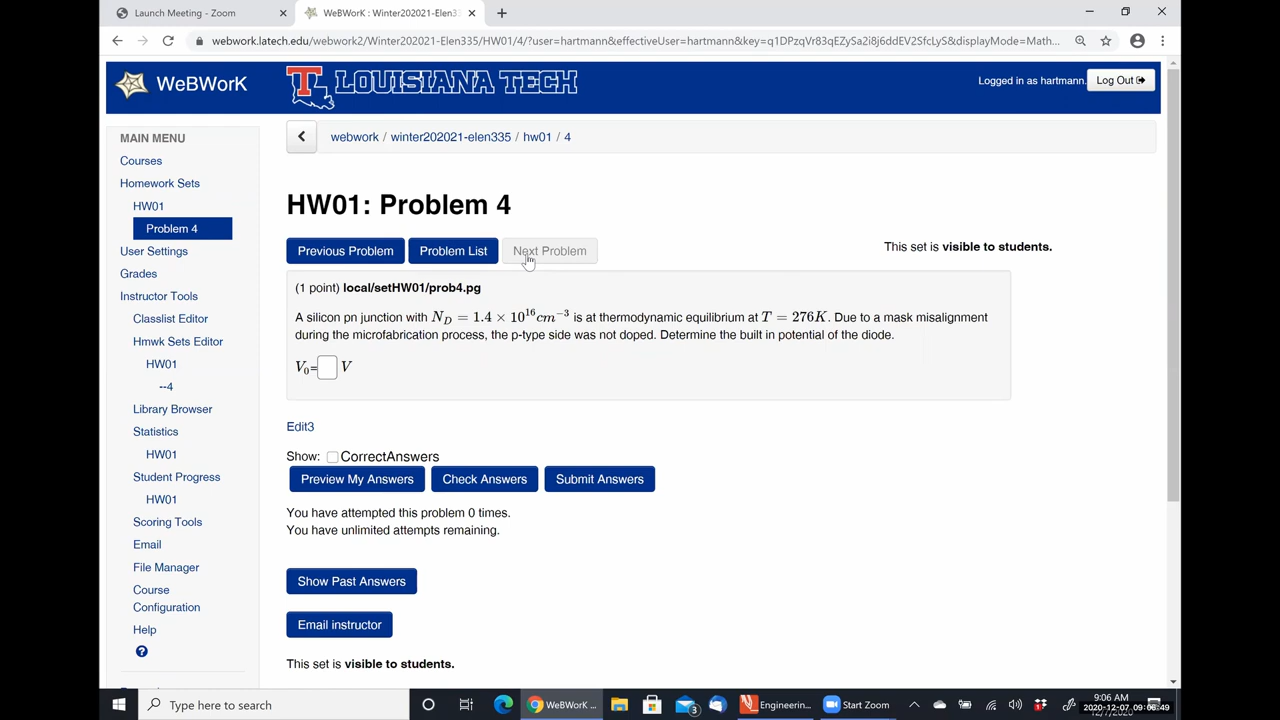 Launch Meeting - Zoom
WeBWorK : Winter202021-Elen33
webwork.latech.edu/webwork2/Winter202021-Elen335/HW01/4/?user=hartmann&effectiveUser=hartmann&key=q1DPzqVr83qEZySa2i8j6ddEV2SfcLyS&displayMode=Math...
WeBWorK
LOUISIANA TECH
Logged in as hartmann.
Log Out
MAIN MENU
Courses
Homework Sets
HW01
Problem 4
User Settings
Grades
Instructor Tools
Classlist Editor
Hmwk Sets Editor
HW01
--4
Library Browser
Statistics
HW01
Student Progress
HW01
Scoring Tools
Email
File Manager
Course
Configuration
Help
webwork / winter202021-elen335 / hw01 / 4
HW01: Problem 4
Previous Problem
Problem List
Next Problem
This set is visible to students.
(1 point) local/setHW01/prob4.pg
A silicon pn junction with N_D = 1.4 × 10^16 cm^−3 is at thermodynamic equilibrium at T = 276K. Due to a mask misalignment
during the microfabrication process, the p-type side was not doped. Determine the built in potential of the diode.
V_0= V
Edit3
Show: CorrectAnswers
Preview My Answers
Check Answers
Submit Answers
You have attempted this problem 0 times.
You have unlimited attempts remaining.
Show Past Answers
Email instructor
This set is visible to students.
Type here to search
WeBWorK ...
Engineerin...
Start Zoom
9:06 AM
2020-12-07 09:06:49